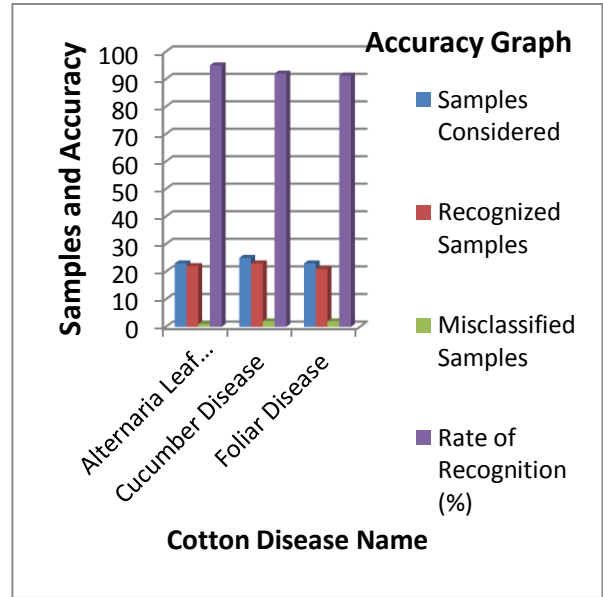 Accuracy Graph
Samples and Accuracy
100
90
80
70
60
50
40
30
20
10
0
Alternaria Leaf...
Cucumber Disease
Foliar Disease
Cotton Disease Name
Samples
Considered
Recognized
Samples
Misclassified
Samples
Rate of
Recognition
(%)